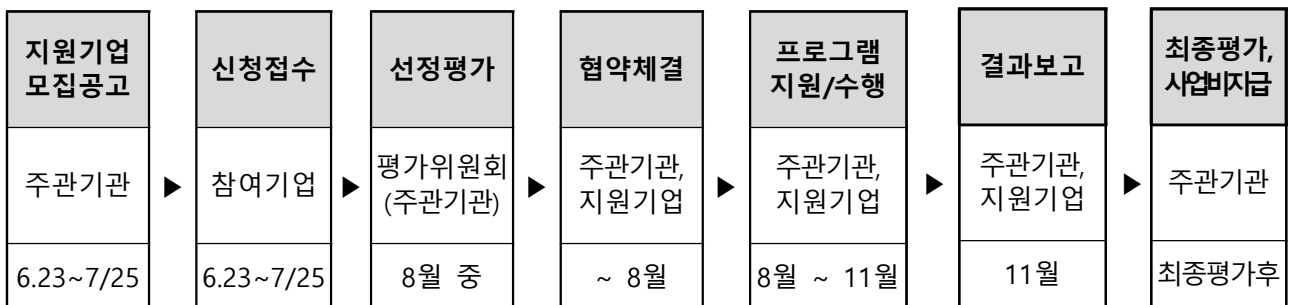 지원기업
모집공고
주관기관
6.23~7/25
▶
신청접수
참여기업
6.23~7/25
▶
선정평가
평가위원회
(주관기관)
8월 중
▶
협약체결
주관기관,
지원기업
~ 8월
▶
프로그램
지원/수행
주관기관,
지원기업
8월 ~ 11월
▶
결과보고
주관기관,
지원기업
11월
▶
최종평가,
사업비지급
주관기관
최종평가후